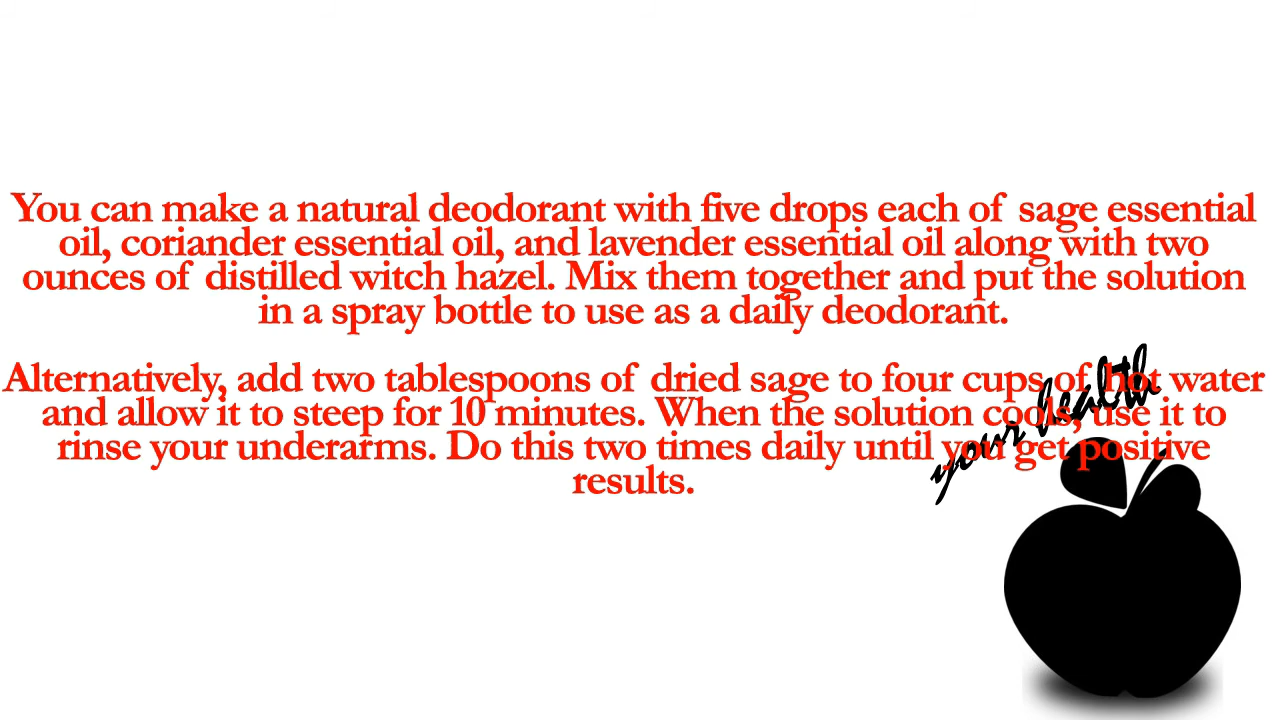 You can make a natural deodorant with five drops each of sage essential
oil, coriander essential oil, and lavender essential oil along with two
ounces of distilled witch hazel. Mix them together and put the solution
in a spray bottle to use as a daily deodorant.
Alternatively, add two tablespoons of dried sage to four cups of hot water
and allow it to steep for 10 minutes. When the solution cools, use it to
rinse your underarms. Do this two times daily until you get positive
results.
your health